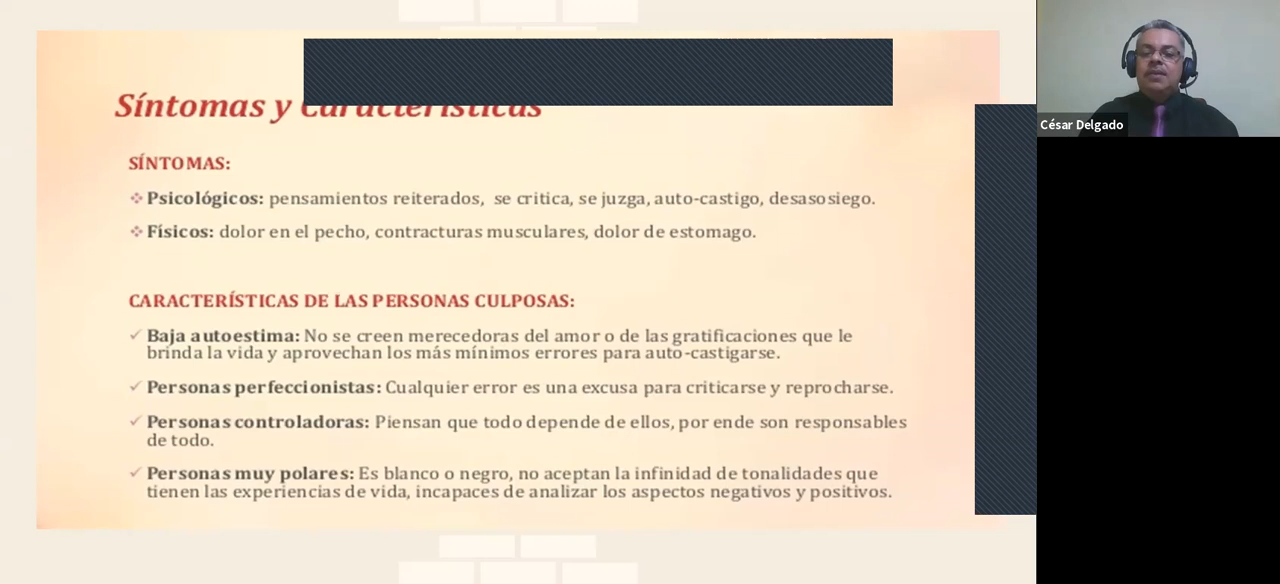 Síntomas y Características
César Delgado
SÍNTOMAS:
Psicológicos: pensamientos reiterados, se critica, se juzga, auto-castigo, desasosiego.
Físicos: dolor en el pecho, contracturas musculares, dolor de estomago.
CARACTERÍSTICAS DE LAS PERSONAS CULPOSAS:
Baja autoestima: No se creen merecedoras del amor o de las gratificaciones que le
brinda la vida y aprovechan los más mínimos errores para auto-castigarse.
Personas perfeccionistas: Cualquier error es una excusa para criticarse y reprocharse.
Personas controladoras: Piensan que todo depende de ellos, por ende son responsables
de todo.
Personas muy polares: Es blanco o negro, no aceptan la infinidad de tonalidades que
tienen las experiencias de vida, incapaces de analizar los aspectos negativos y positivos.